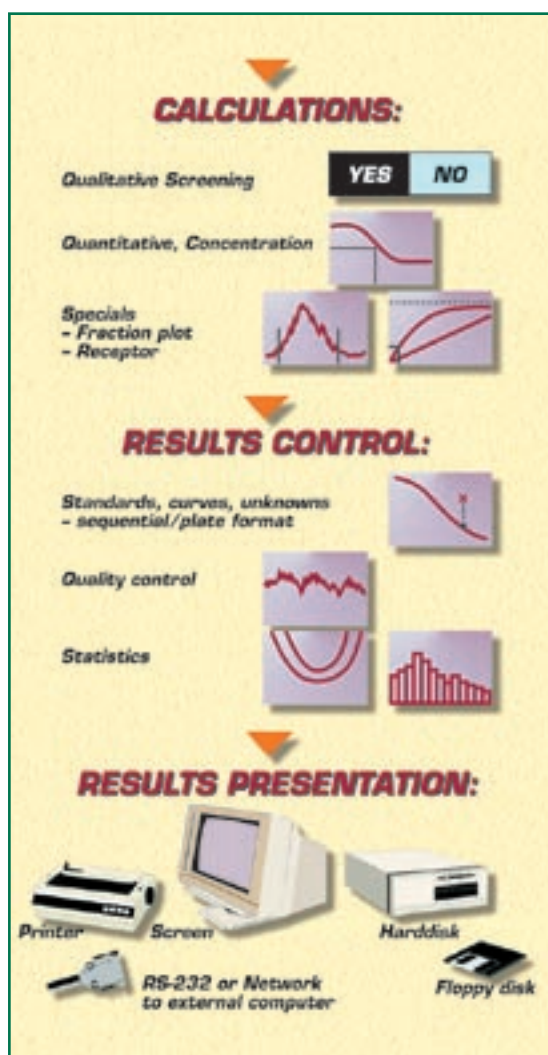 CALCULATIONS:
Qualitative Screening
YES NO
Quantitative, Concentration
Specials
- Fraction plot
- Receptor
RESULTS CONTROL:
Standards, curves, unknowns
- sequential/plate format
x
Quality control
Statistics
RESULTS PRESENTATION:
Printer
Screen
Harddisk
RS-232 or Network
to external computer
Floppy disk